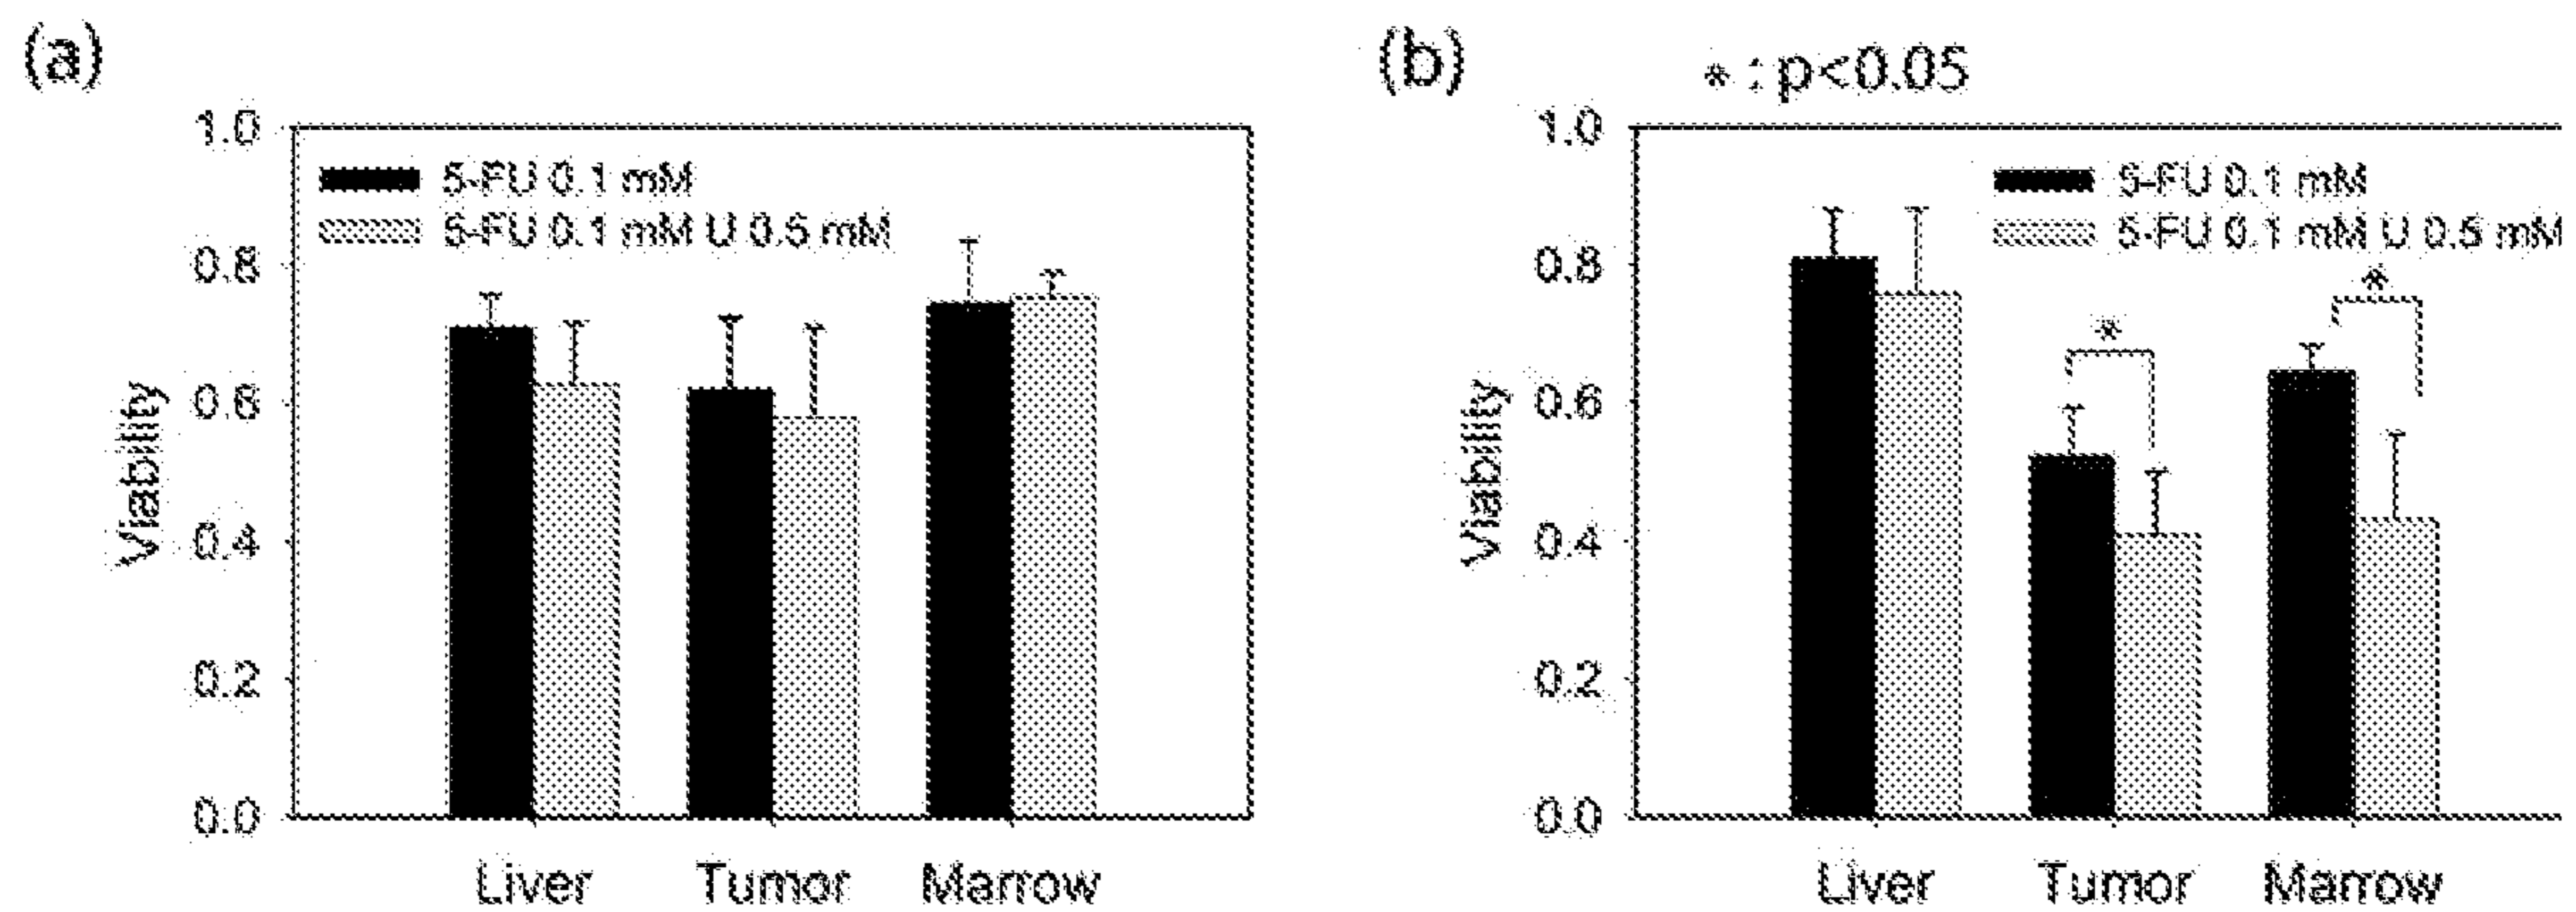 (a)
1.0
0.8
0.6
0.4
0.2
0.0
Viability
5-FU 0.1 mM
5-FU 0.1 mM U 0.5 mM
Liver Tumor Marrow
(b)
* : p<0.05
1.0
0.8
0.6
0.4
0.2
0.0
Viability
5-FU 0.1 mM
5-FU 0.1 mM U 0.5 mM
*
*
Liver Tumor Marrow